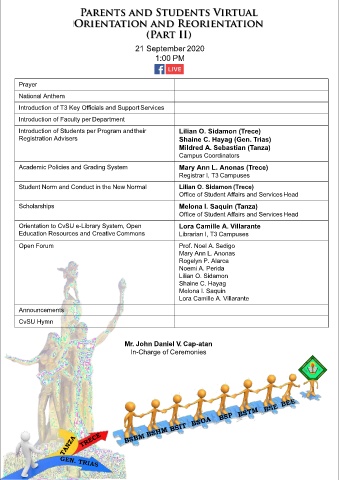 Parents and Students Virtual
Orientation and Reorientation
(Part II)
21 September 2020
1:00 PM
f LIVE
Prayer
National Anthem
Introduction of T3 Key Officials and Support Services
Introduction of Faculty per Department
Introduction of Students per Program and their
Registration Advisers
Lilian O. Sidamon (Trece)
Shaine C. Hayag (Gen. Trias)
Mildred A. Sebastian (Tanza)
Campus Coordinators
Academic Policies and Grading System
Mary Ann L. Anonas (Trece)
Registrar I, T3 Campuses
Student Norm and Conduct in the New Normal
Lilian O. Sidamon (Trece)
Office of Student Affairs and Services Head
Scholarships
Melona I. Saquin (Tanza)
Office of Student Affairs and Services Head
Orientation to CvSU e-Library System, Open
Education Resources and Creative Commons
Lora Camille A. Villarante
Librarian I, T3 Campuses
Open Forum
Prof. Noel A. Sedigo
Mary Ann L. Anonas
Rogelyn P. Alarca
Noemi A. Perida
Lilian O. Sidamon
Shaine C. Hayag
Melona I. Saquin
Lora Camille A. Villarante
Announcements
CvSU Hymn
Mr. John Daniel V. Cap-atan
In-Charge of Ceremonies
TANZA
TRECE
GEN. TRIAS
BSBM BSHM BSIT BSOA BSP BSTM BSE BEE